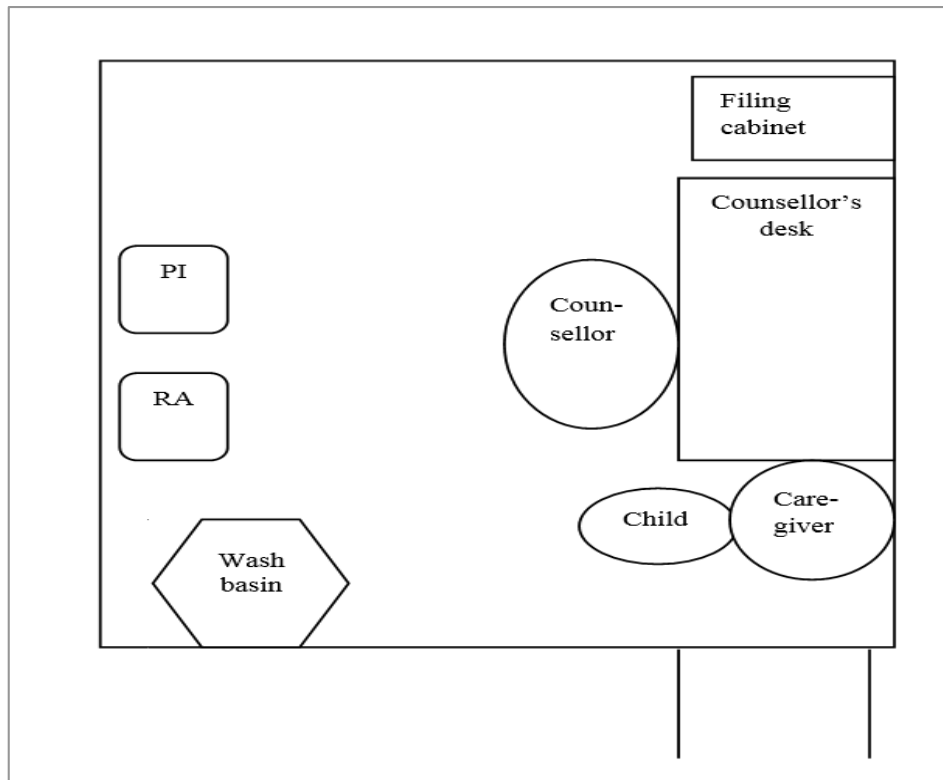 Filing
cabinet
Counsellor's
desk
PI
Coun-
sellor
RA
Care-
giver
Child
Wash
basin